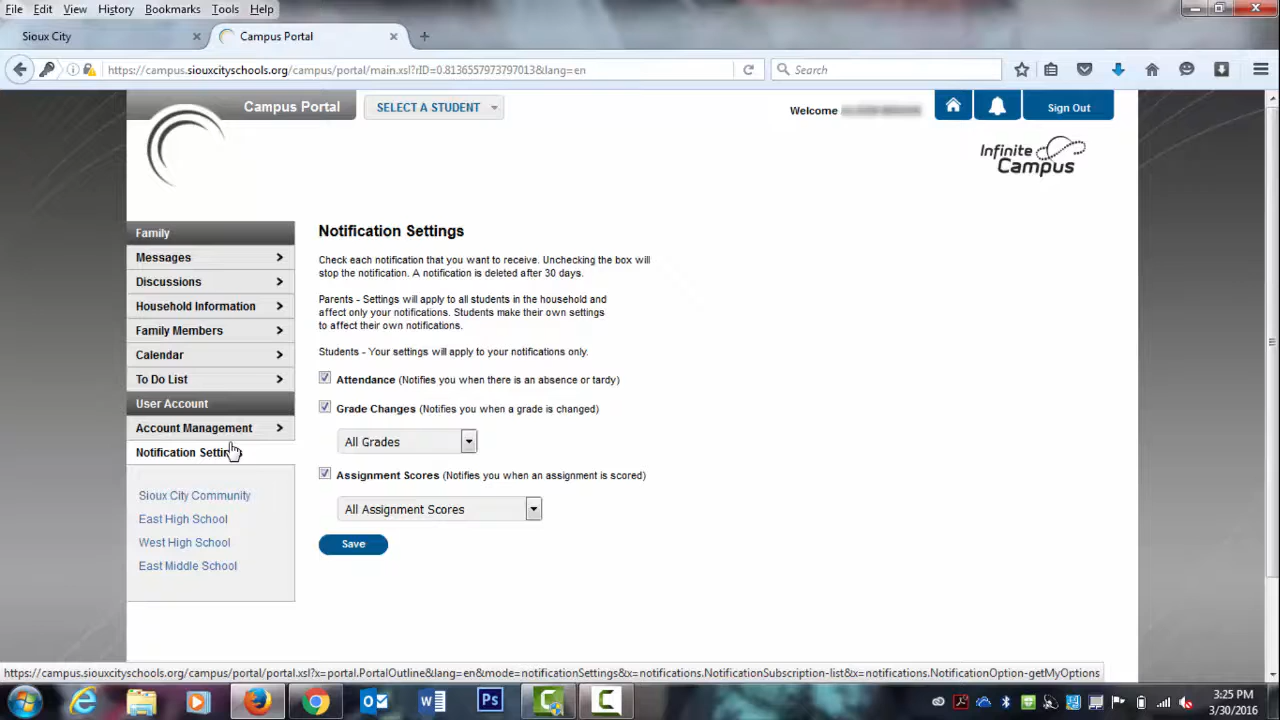 File Edit View History Bookmarks Tools Help
Sioux City
Campus Portal
https://campus.siouxcityschools.org/campus/portal/main.xsl?rID=0.8136557973797013&lang=en
Search
Campus Portal
SELECT A STUDENT
Welcome
Sign Out
Infinite
Campus
Family
Messages
Discussions
Household Information
Family Members
Calendar
To Do List
User Account
Account Management
Notification Settings
Sioux City Community
East High School
West High School
East Middle School
Notification Settings
Check each notification that you want to receive. Unchecking the box will
stop the notification. A notification is deleted after 30 days.
Parents - Settings will apply to all students in the household and
affect only your notifications. Students make their own settings
to affect their own notifications.
Students - Your settings will apply to your notifications only.
Attendance (Notifies you when there is an absence or tardy)
Grade Changes (Notifies you when a grade is changed)
All Grades
Assignment Scores (Notifies you when an assignment is scored)
All Assignment Scores
Save
https://campus.siouxcityschools.org/campus/portal/portal.xsl?x=portal.PortalOutline&lang=en&mode=notificationSettings&x=notifications.NotificationSubscription-list&x=notifications.NotificationOption-getMyOptions
Ps
3:25 PM
3/30/2016